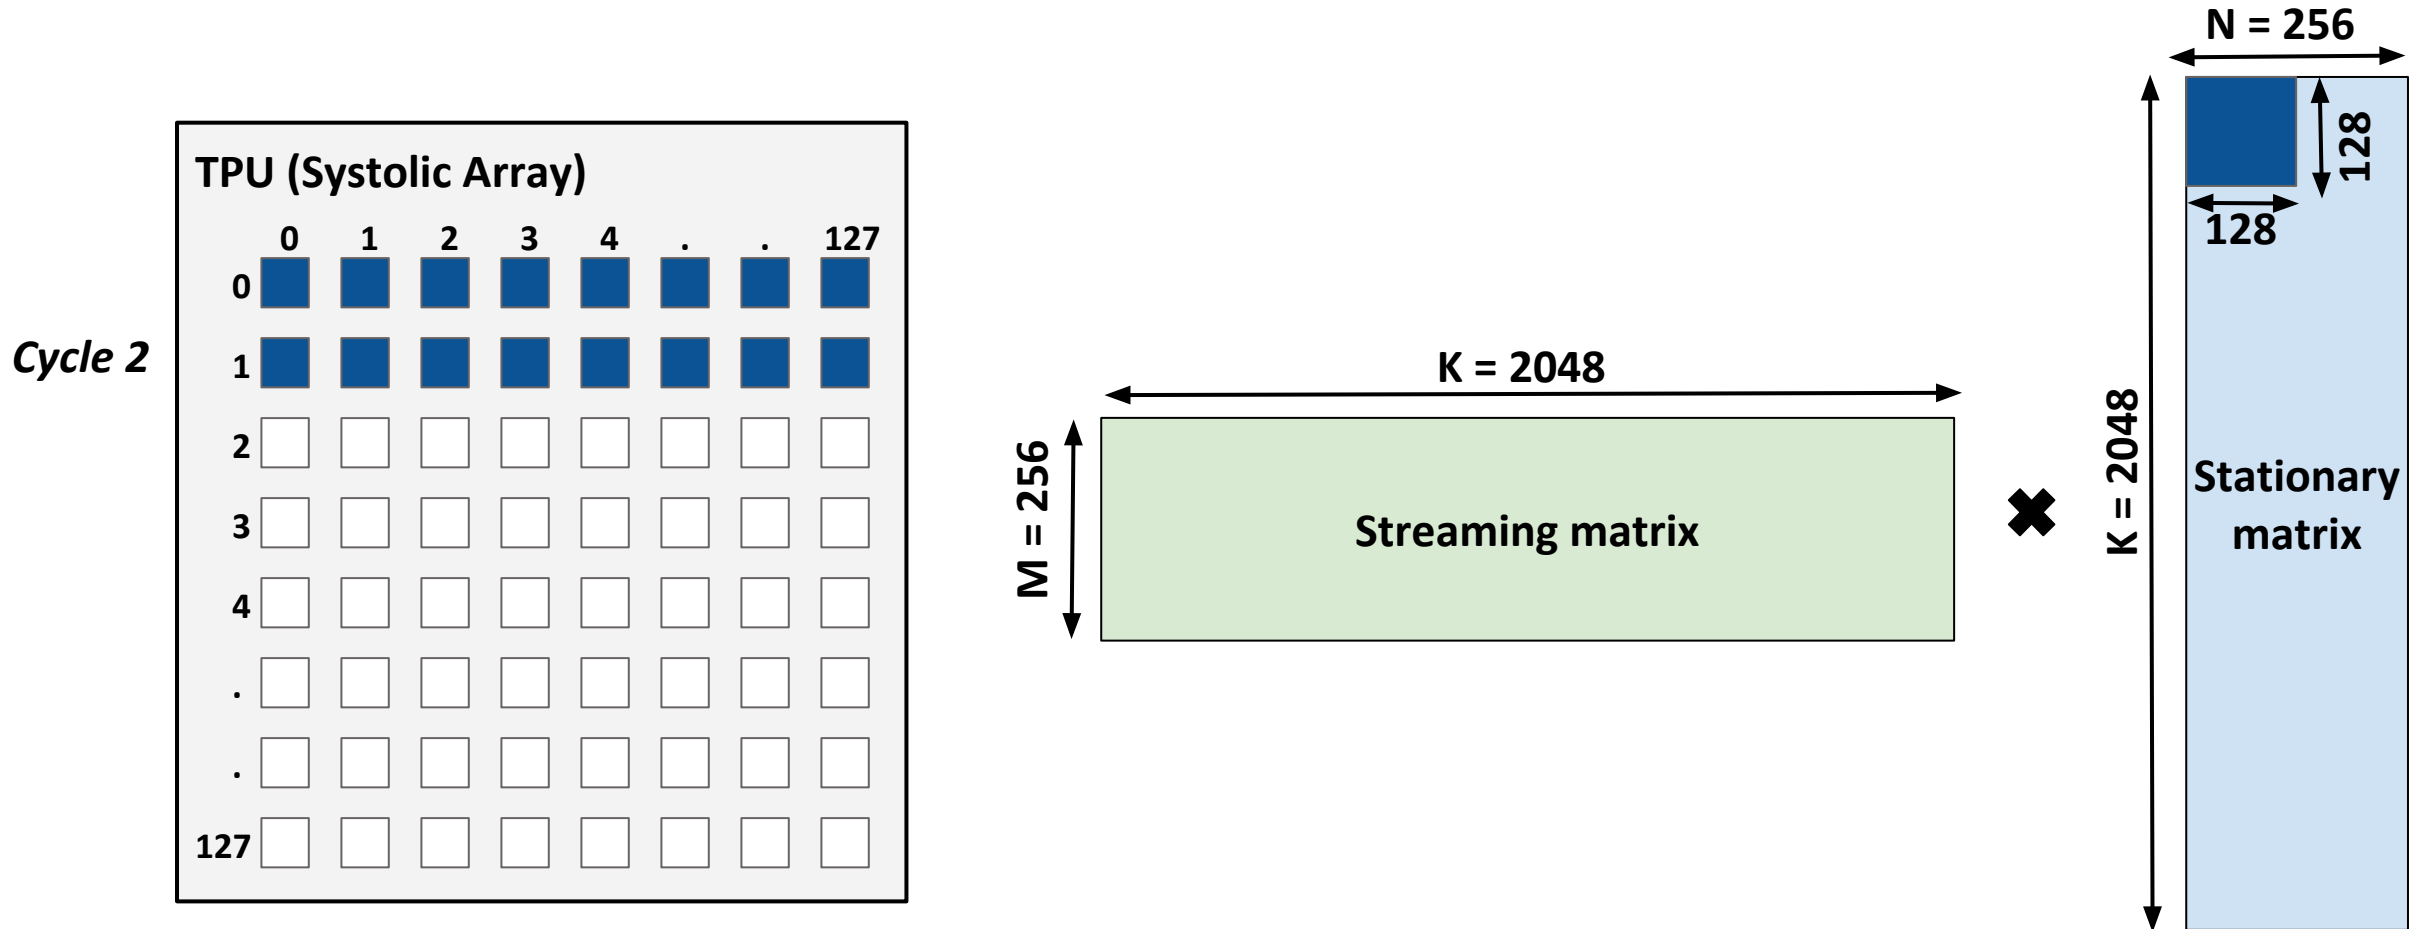 Cycle 2
TPU (Systolic Array)
0 1 2 3 4 . . 127
0
1
2
3
4
.
.
127
K = 2048
M = 256
Streaming matrix
✖
N = 256
K = 2048
128
128
Stationary
matrix